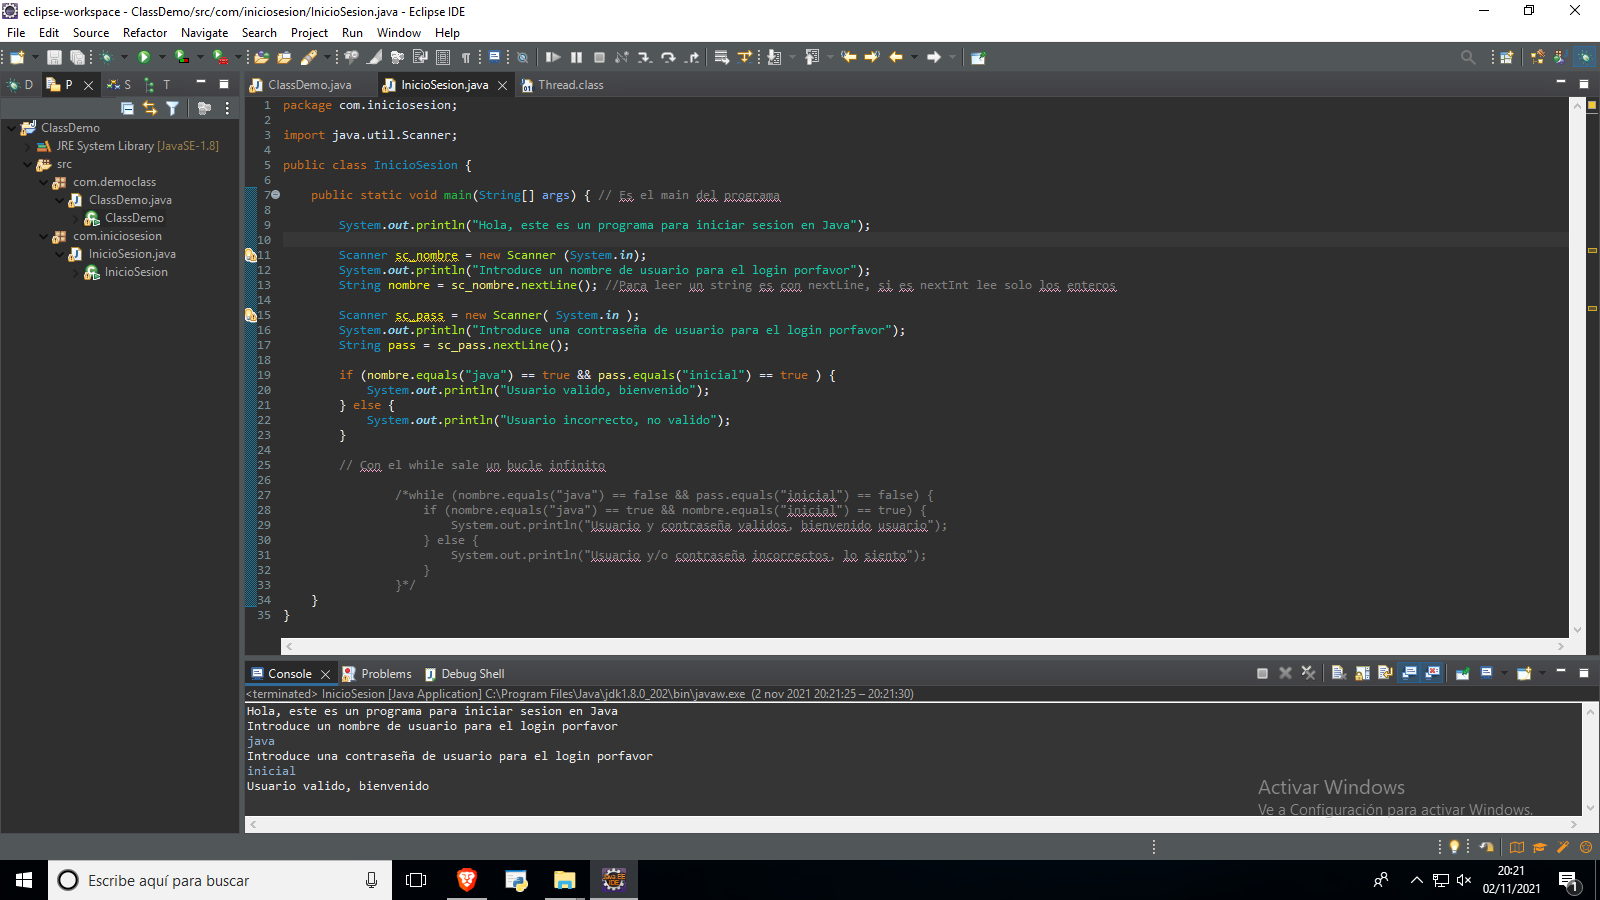 eclipse-workspace - ClassDemo/src/com/iniciosesion/InicioSesion.java - Eclipse IDE
File Edit Source Refactor Navigate Search Project Run Window Help
D P S T
ClassDemo.java InicioSesion.java Thread.class
ClassDemo
JRE System Library [JavaSE-1.8]
src
com.democlass
ClassDemo.java
ClassDemo
com.iniciosesion
InicioSesion.java
InicioSesion
1 package com.iniciosesion;
2
3 import java.util.Scanner;
4
5 public class InicioSesion {
6
7 public static void main(String[] args) { // Es el main del programa
8
9 System.out.println("Hola, este es un programa para iniciar sesion en Java");
10
11 Scanner sc_nombre = new Scanner (System.in);
12 System.out.println("Introduce un nombre de usuario para el login porfavor");
13 String nombre = sc_nombre.nextLine(); //Para leer un string es con nextLine, si es nextInt lee solo los enteros
14
15 Scanner sc_pass = new Scanner( System.in );
16 System.out.println("Introduce una contraseña de usuario para el login porfavor");
17 String pass = sc_pass.nextLine();
18
19 if (nombre.equals("java") == true && pass.equals("inicial") == true ) {
20 System.out.println("Usuario valido, bienvenido");
21 } else {
22 System.out.println("Usuario incorrecto, no valido");
23 }
24
25 // Con el while sale un bucle infinito
26
27 /*while (nombre.equals("java") == false && pass.equals("inicial") == false) {
28 if (nombre.equals("java") == true && nombre.equals("inicial") == true) {
29 System.out.println("Usuario y contraseña validos, bienvenido usuario");
30 } else {
31 System.out.println("Usuario y/o contraseña incorrectos, lo siento");
32 }
33 }*/
34 }
35 }
Console Problems Debug Shell
<terminated> InicioSesion [Java Application] C:\Program Files\Java\jdk1.8.0_202\bin\javaw.exe (2 nov 2021 20:21:25 – 20:21:30)
Hola, este es un programa para iniciar sesion en Java
Introduce un nombre de usuario para el login porfavor
java
Introduce una contraseña de usuario para el login porfavor
inicial
Usuario valido, bienvenido
Activar Windows
Ve a Configuración para activar Windows.
Escribe aquí para buscar
20:21
02/11/2021
1